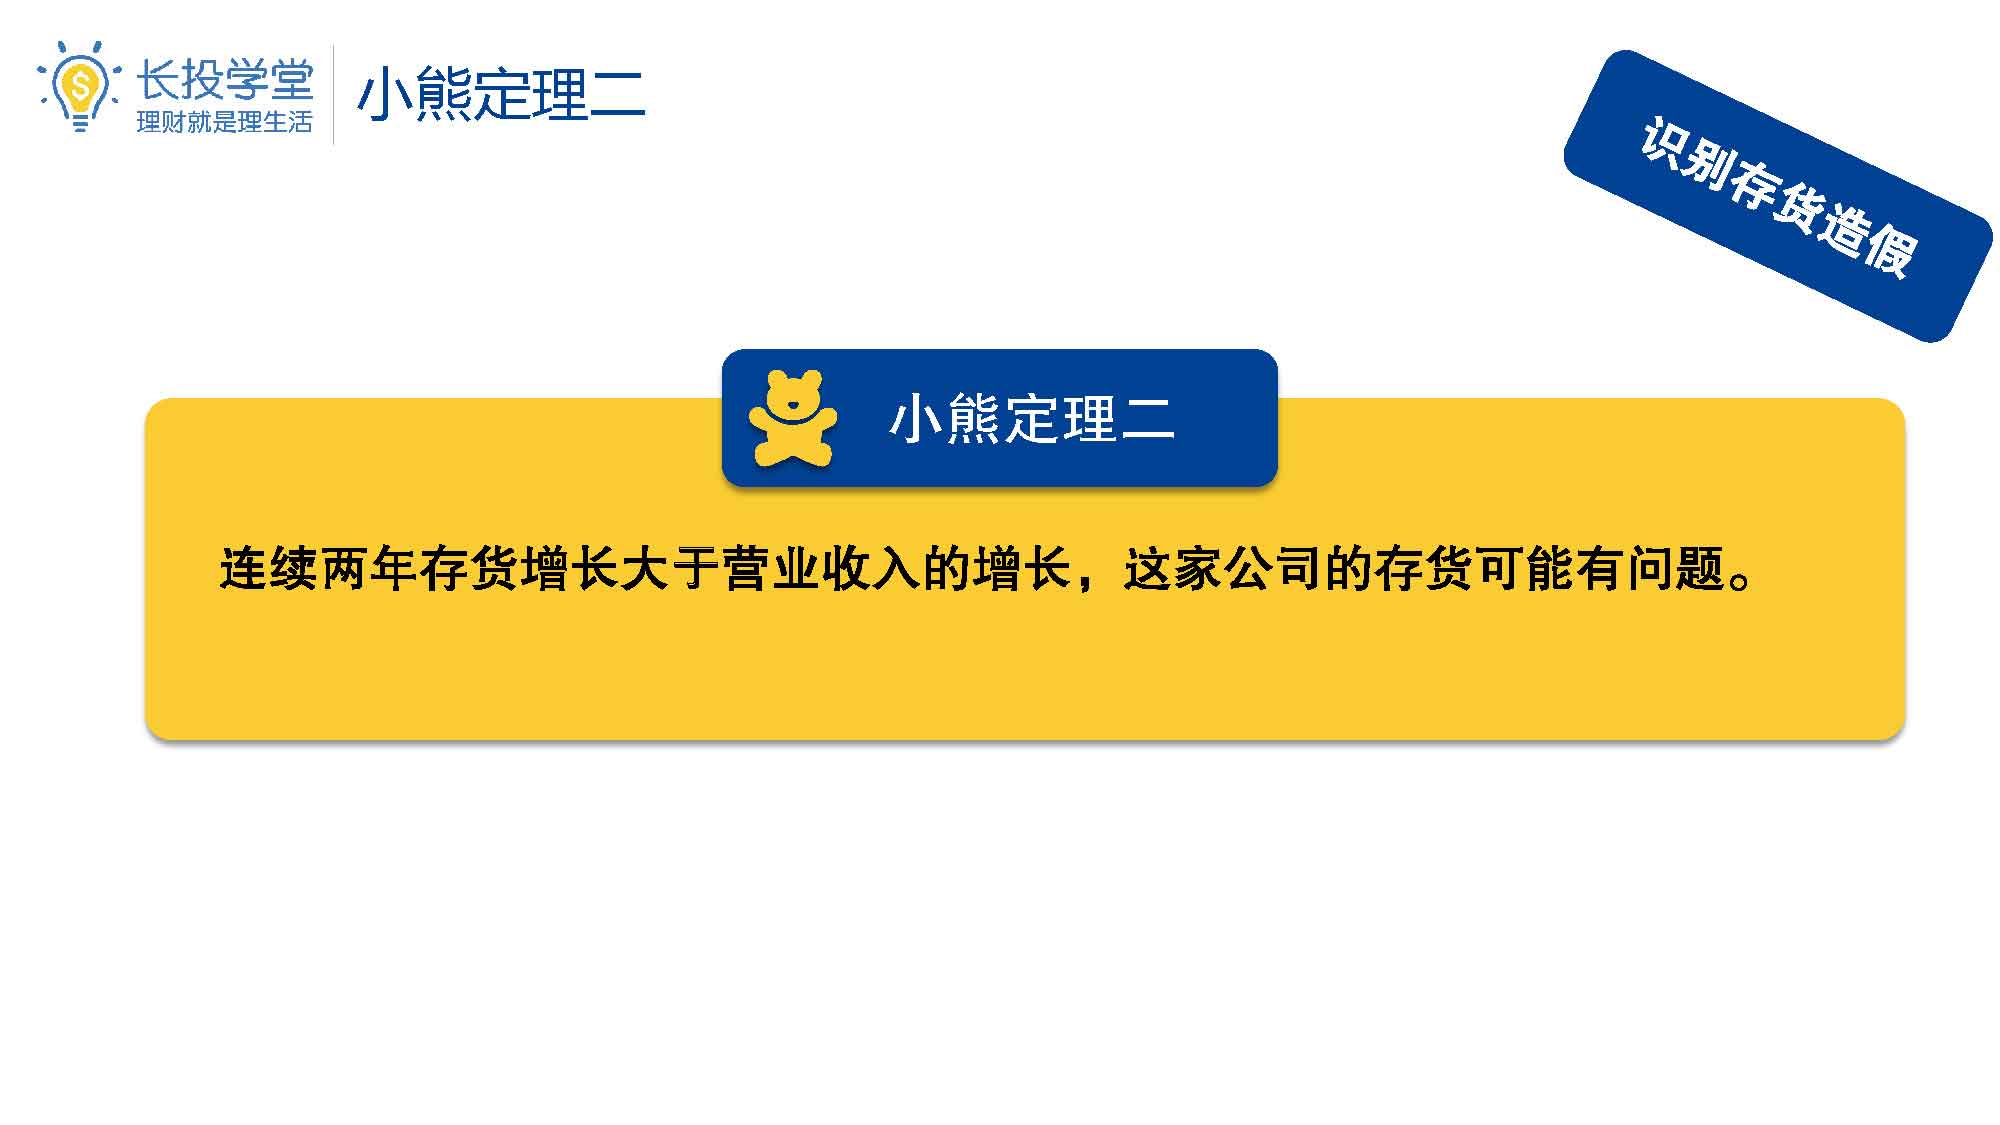 长投学堂
理财就是理生活
小熊定理二
识别存货造假
小熊定理二
连续两年存货增长大于营业收入的增长，这家公司的存货可能有问题。